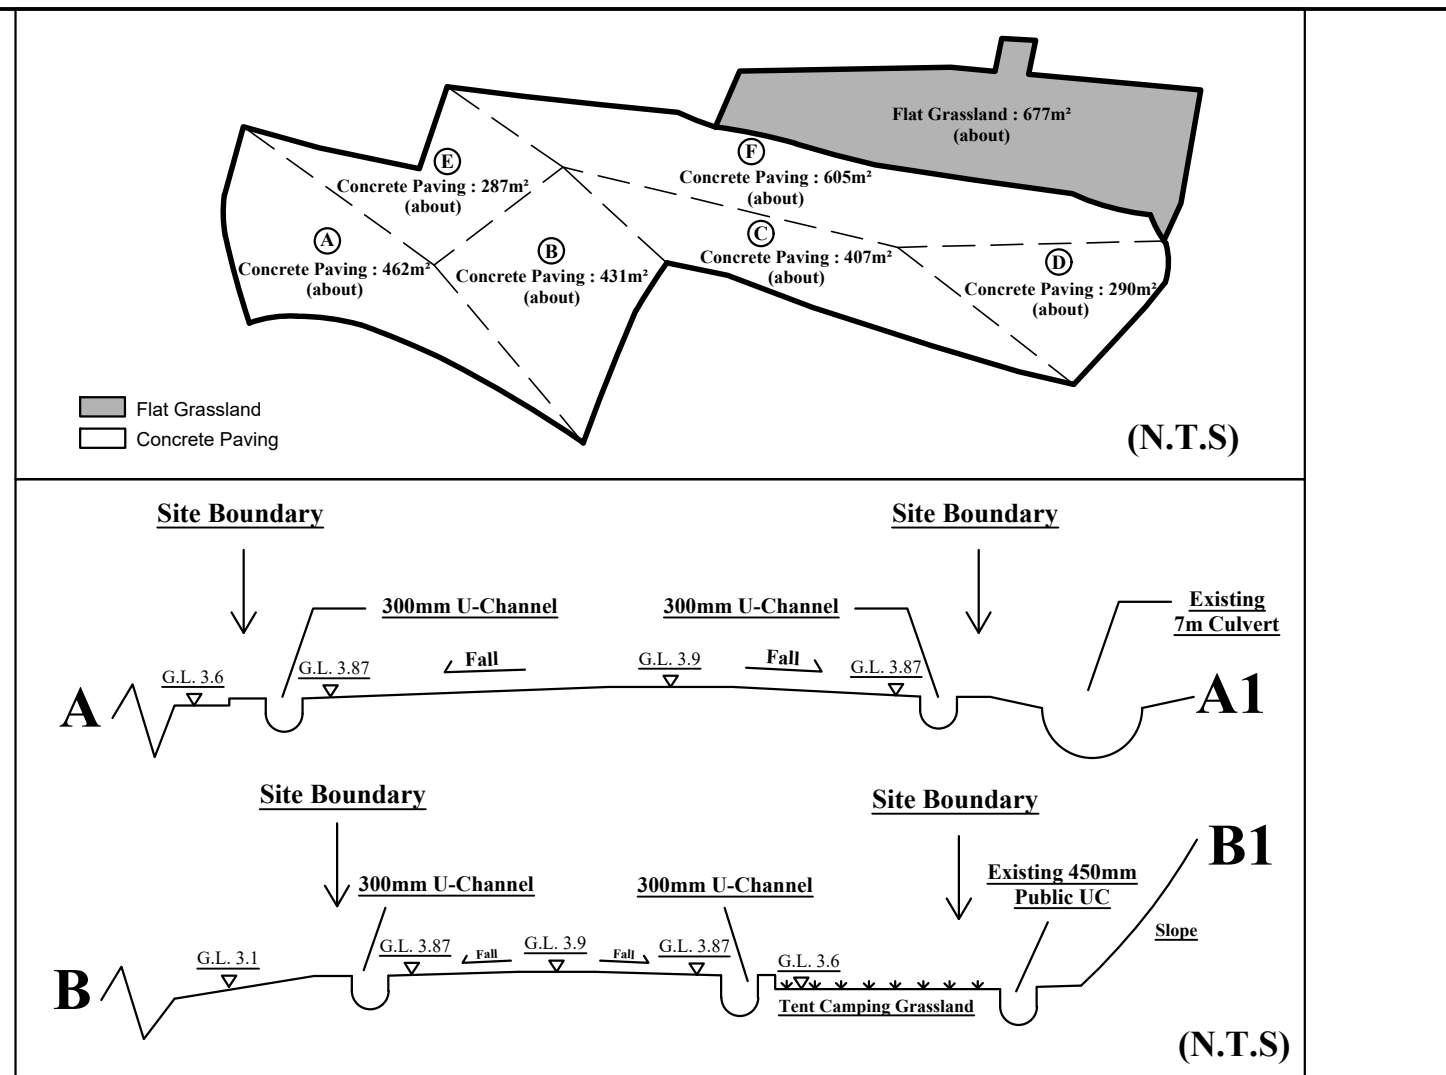 Flat Grassland : 677m²
(about)
E
Concrete Paving : 287m²
(about)
F
Concrete Paving : 605m²
(about)
A
Concrete Paving : 462m²
(about)
B
Concrete Paving : 431m²
(about)
C
Concrete Paving : 407m²
(about)
D
Concrete Paving : 290m²
(about)
Flat Grassland
Concrete Paving
(N.T.S)
Site Boundary
Site Boundary
300mm U-Channel
300mm U-Channel
Existing
7m Culvert
G.L. 3.6
G.L. 3.87
Fall
G.L. 3.9
Fall
G.L. 3.87
A
A1
Site Boundary
Site Boundary
B1
300mm U-Channel
300mm U-Channel
Existing 450mm
Public UC
Slope
G.L. 3.1
G.L. 3.87
Fall
G.L. 3.9
Fall
G.L. 3.87
G.L. 3.6
B
Tent Camping Grassland
(N.T.S)